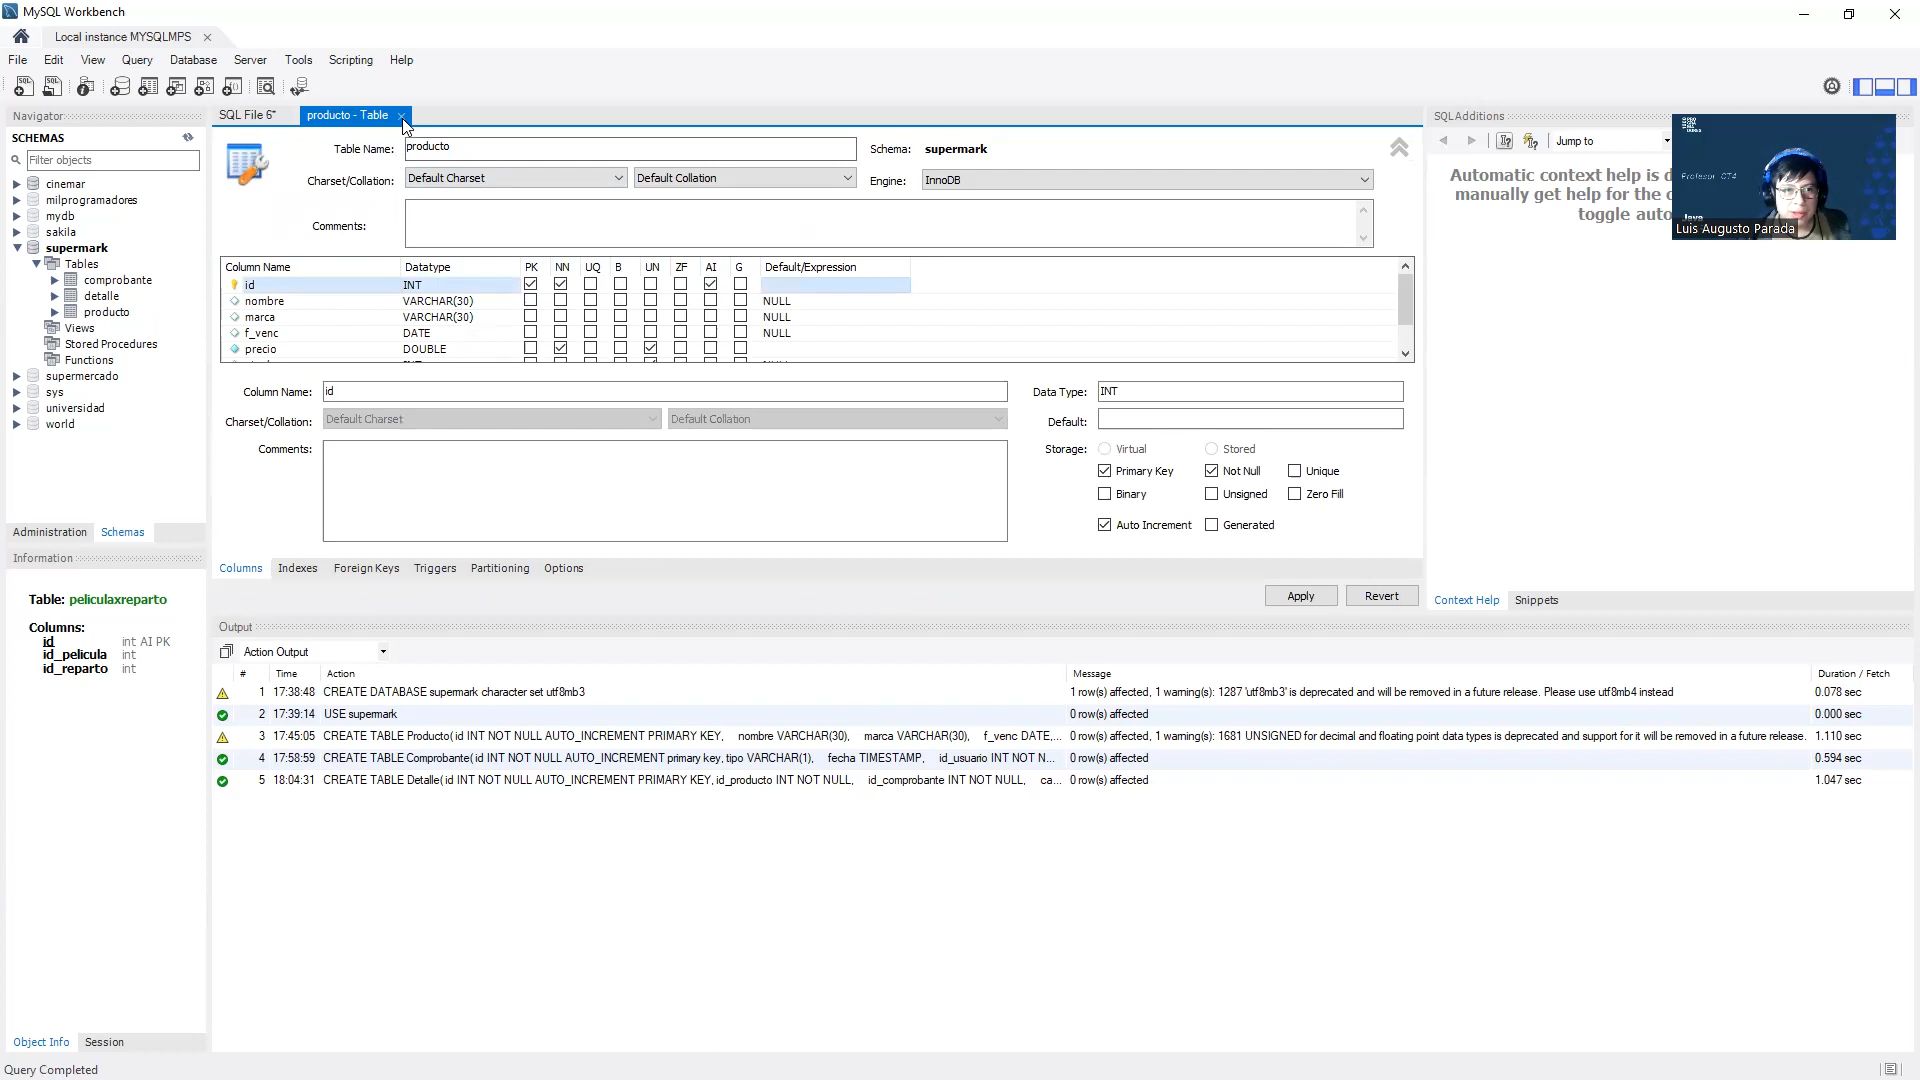 MySQL Workbench
Local instance MYSQLMPS
File Edit View Query Database Server Tools Scripting Help
Navigator
SCHEMAS
Filter objects
cinemar
milprogramadores
mydb
sakila
supermark
Tables
comprobante
detalle
producto
Views
Stored Procedures
Functions
supermercado
sys
universidad
world
Administration Schemas
Information
Table: peliculaxreparto
Columns:
id int AI PK
id_pelicula int
id_reparto int
Object Info Session
Query Completed
SQL File 6* producto - Table
Table Name: producto Schema: supermark
Charset/Collation: Default Charset Default Collation Engine: InnoDB
Comments:
Column Name Datatype PK NN UQ B UN ZF AI G Default/Expression
id INT
nombre VARCHAR(30) NULL
marca VARCHAR(30) NULL
f_venc DATE NULL
precio DOUBLE
Column Name: id Data Type: INT
Charset/Collation: Default Charset Default Collation Default:
Comments: Storage: Virtual Stored
Primary Key Not Null Unique
Binary Unsigned Zero Fill
Auto Increment Generated
Columns Indexes Foreign Keys Triggers Partitioning Options
Apply Revert
SQLAdditions
Jump to
Automatic context help is d
manually get help for the c
toggle auto
Profesor CT4
Java
Luis Augusto Parada
Context Help Snippets
Output
Action Output
# Time Action Message Duration / Fetch
1 17:38:48 CREATE DATABASE supermark character set utf8mb3 1 row(s) affected, 1 warning(s): 1287 'utf8mb3' is deprecated and will be removed in a future release. Please use utf8mb4 instead 0.078 sec
2 17:39:14 USE supermark 0 row(s) affected 0.000 sec
3 17:45:05 CREATE TABLE Producto( id INT NOT NULL AUTO_INCREMENT PRIMARY KEY, nombre VARCHAR(30), marca VARCHAR(30), f_venc DATE,... 0 row(s) affected, 1 warning(s): 1681 UNSIGNED for decimal and floating point data types is deprecated and support for it will be removed in a future release. 1.110 sec
4 17:58:59 CREATE TABLE Comprobante( id INT NOT NULL AUTO_INCREMENT primary key, tipo VARCHAR(1), fecha TIMESTAMP, id_usuario INT NOT N... 0 row(s) affected 0.594 sec
5 18:04:31 CREATE TABLE Detalle( id INT NOT NULL AUTO_INCREMENT PRIMARY KEY, id_producto INT NOT NULL, id_comprobante INT NOT NULL, ca... 0 row(s) affected 1.047 sec